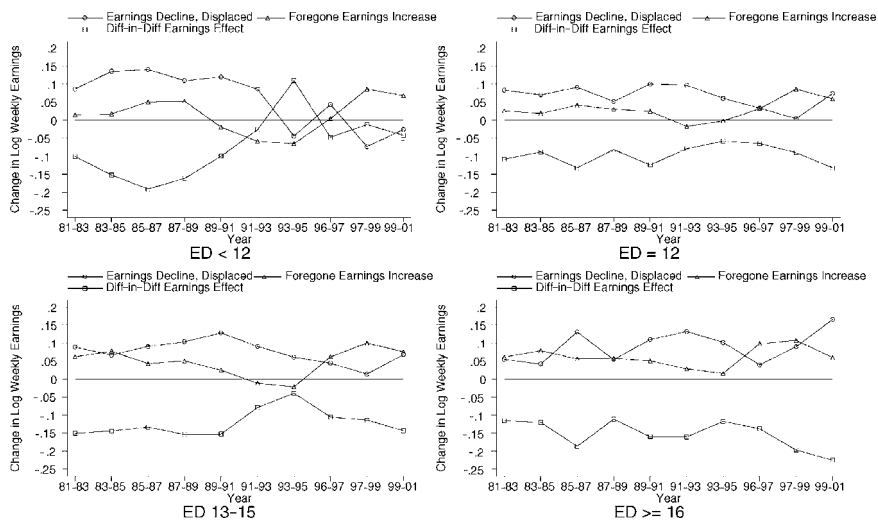 Earnings Decline, Displaced Foregone Earnings Increase
Diff-in-Diff Earnings Effect
Change in Log Weekly Earnings
.2
.15
.1
.05
0
-.05
-.1
-.15
-.2
-.25
81-83 83-85 85-87 87-89 89-91 91-93 93-95 96-97 97-99 99-01
Year
ED < 12
Earnings Decline, Displaced Foregone Earnings Increase
Diff-in-Diff Earnings Effect
Change in Log Weekly Earnings
.2
.15
.1
.05
0
-.05
-.1
-.15
-.2
-.25
81-83 83-85 85-87 87-89 89-91 91-93 93-95 96-97 97-99 99-01
Year
ED = 12
Earnings Decline, Displaced Foregone Earnings Increase
Diff-in-Diff Earnings Effect
Change in Log Weekly Earnings
.2
.15
.1
.05
0
-.05
-.1
-.15
-.2
-.25
81-83 83-85 85-87 87-89 89-91 91-93 93-95 96-97 97-99 99-01
Year
ED 13-15
Earnings Decline, Displaced Foregone Earnings Increase
Diff-in-Diff Earnings Effect
Change in Log Weekly Earnings
.2
.15
.1
.05
0
-.05
-.1
-.15
-.2
-.25
81-83 83-85 85-87 87-89 89-91 91-93 93-95 96-97 97-99 99-01
Year
ED >= 16